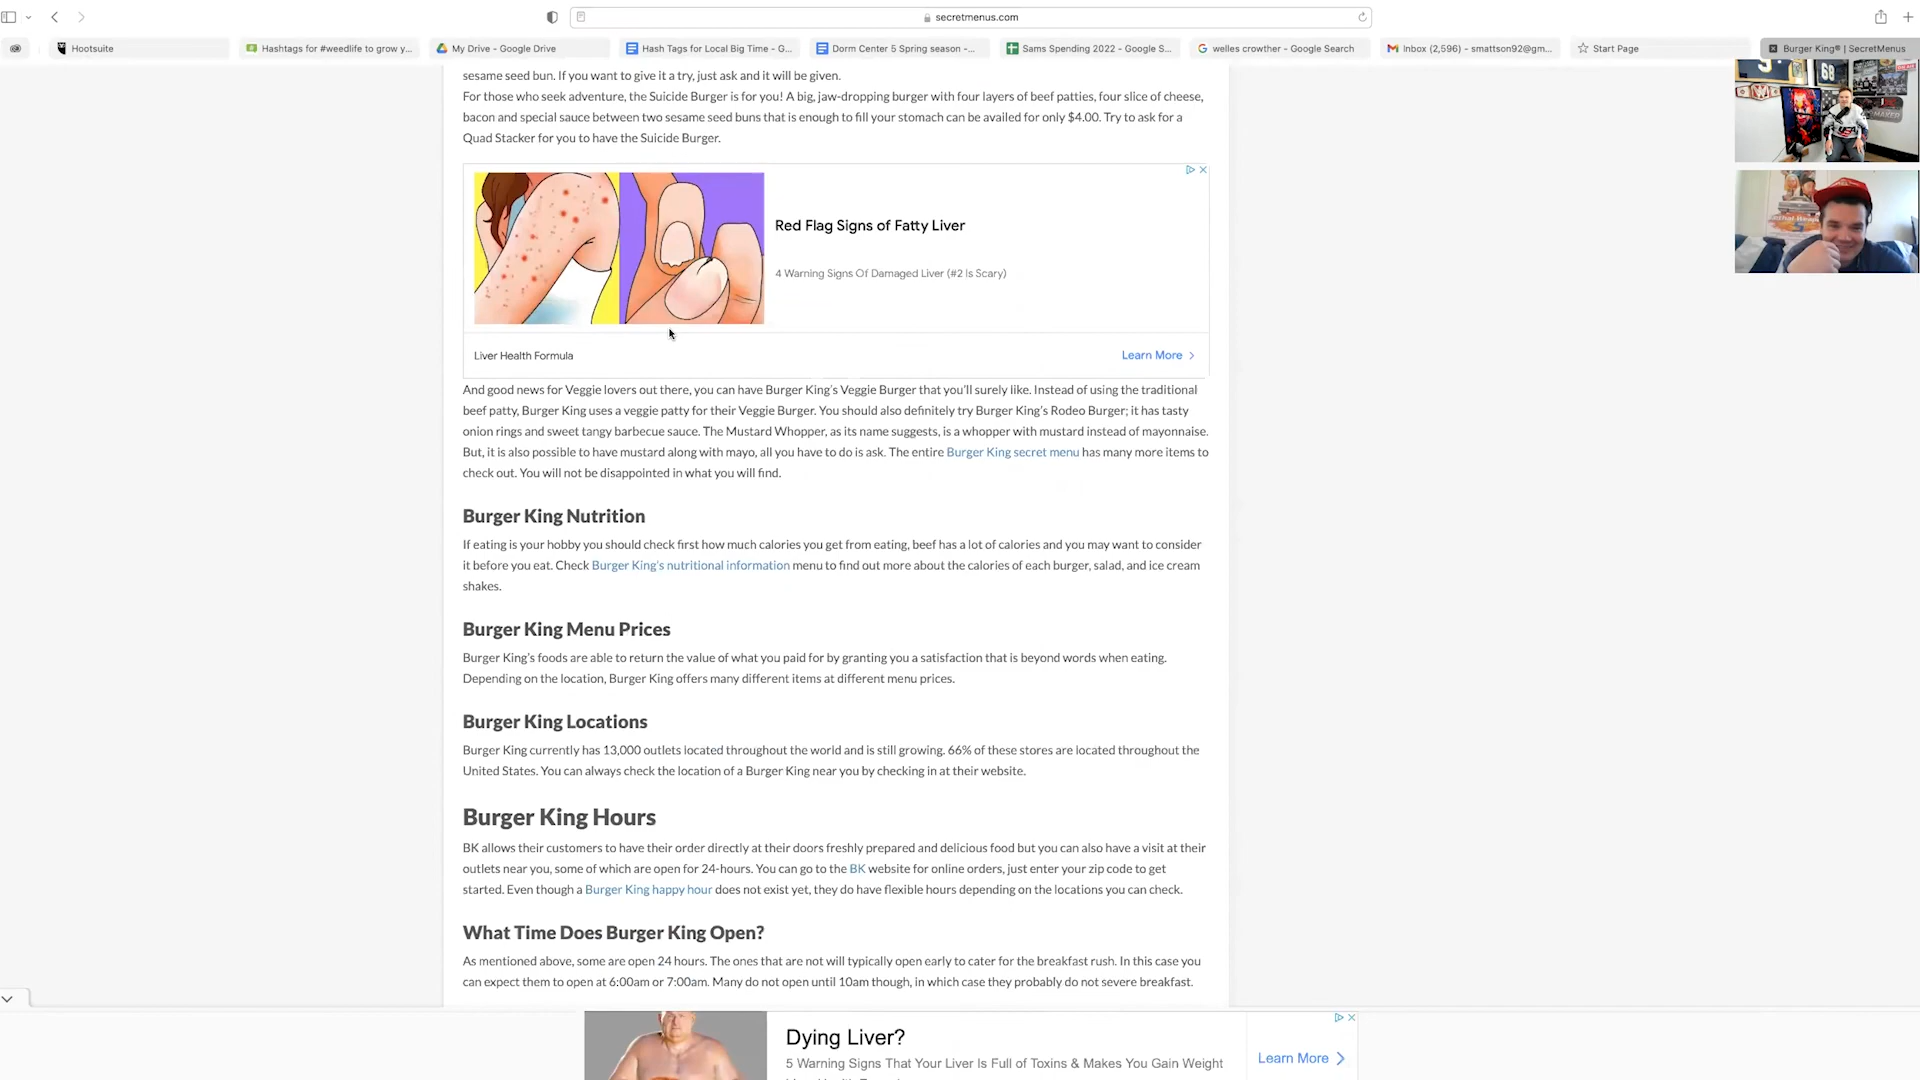 secretmenus.com
Hootsuite
Hashtags for #weedlife to grow y...
My Drive - Google Drive
Hash Tags for Local Big Time - G...
Dorm Center 5 Spring season -...
Sams Spending 2022 - Google S...
welles crowther - Google Search
Inbox (2,596) - smattson92@gm...
Start Page
Burger King® | SecretMenus
sesame seed bun. If you want to give it a try, just ask and it will be given.
For those who seek adventure, the Suicide Burger is for you! A big, jaw-dropping burger with four layers of beef patties, four slice of cheese,
bacon and special sauce between two sesame seed buns that is enough to fill your stomach can be availed for only $4.00. Try to ask for a
Quad Stacker for you to have the Suicide Burger.
Red Flag Signs of Fatty Liver
4 Warning Signs Of Damaged Liver (#2 Is Scary)
Liver Health Formula
Learn More
And good news for Veggie lovers out there, you can have Burger King's Veggie Burger that you'll surely like. Instead of using the traditional
beef patty, Burger King uses a veggie patty for their Veggie Burger. You should also definitely try Burger King's Rodeo Burger; it has tasty
onion rings and sweet tangy barbecue sauce. The Mustard Whopper, as its name suggests, is a whopper with mustard instead of mayonnaise.
But, it is also possible to have mustard along with mayo, all you have to do is ask. The entire Burger King secret menu has many more items to
check out. You will not be disappointed in what you will find.
Burger King Nutrition
If eating is your hobby you should check first how much calories you get from eating, beef has a lot of calories and you may want to consider
it before you eat. Check Burger King's nutritional information menu to find out more about the calories of each burger, salad, and ice cream
shakes.
Burger King Menu Prices
Burger King's foods are able to return the value of what you paid for by granting you a satisfaction that is beyond words when eating.
Depending on the location, Burger King offers many different items at different menu prices.
Burger King Locations
Burger King currently has 13,000 outlets located throughout the world and is still growing. 66% of these stores are located throughout the
United States. You can always check the location of a Burger King near you by checking in at their website.
Burger King Hours
BK allows their customers to have their order directly at their doors freshly prepared and delicious food but you can also have a visit at their
outlets near you, some of which are open for 24-hours. You can go to the BK website for online orders, just enter your zip code to get
started. Even though a Burger King happy hour does not exist yet, they do have flexible hours depending on the locations you can check.
What Time Does Burger King Open?
As mentioned above, some are open 24 hours. The ones that are not will typically open early to cater for the breakfast rush. In this case you
can expect them to open at 6:00am or 7:00am. Many do not open until 10am though, in which case they probably do not severe breakfast.
Dying Liver?
5 Warning Signs That Your Liver Is Full of Toxins & Makes You Gain Weight
Learn More